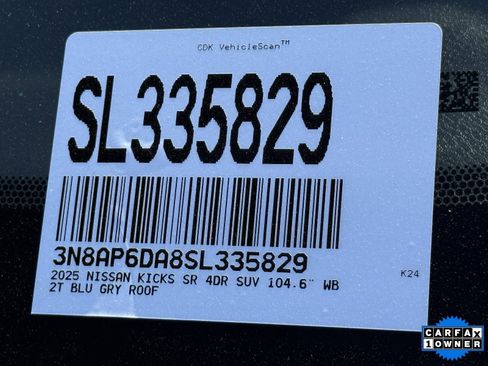 CDK VehicleScan™
SL335829
3N8AP6DA8SL335829
2025 NISSAN KICKS SR 4DR SUV 104.6" WB
2T BLU GRY ROOF
K24
CARFAX
1 OWNER